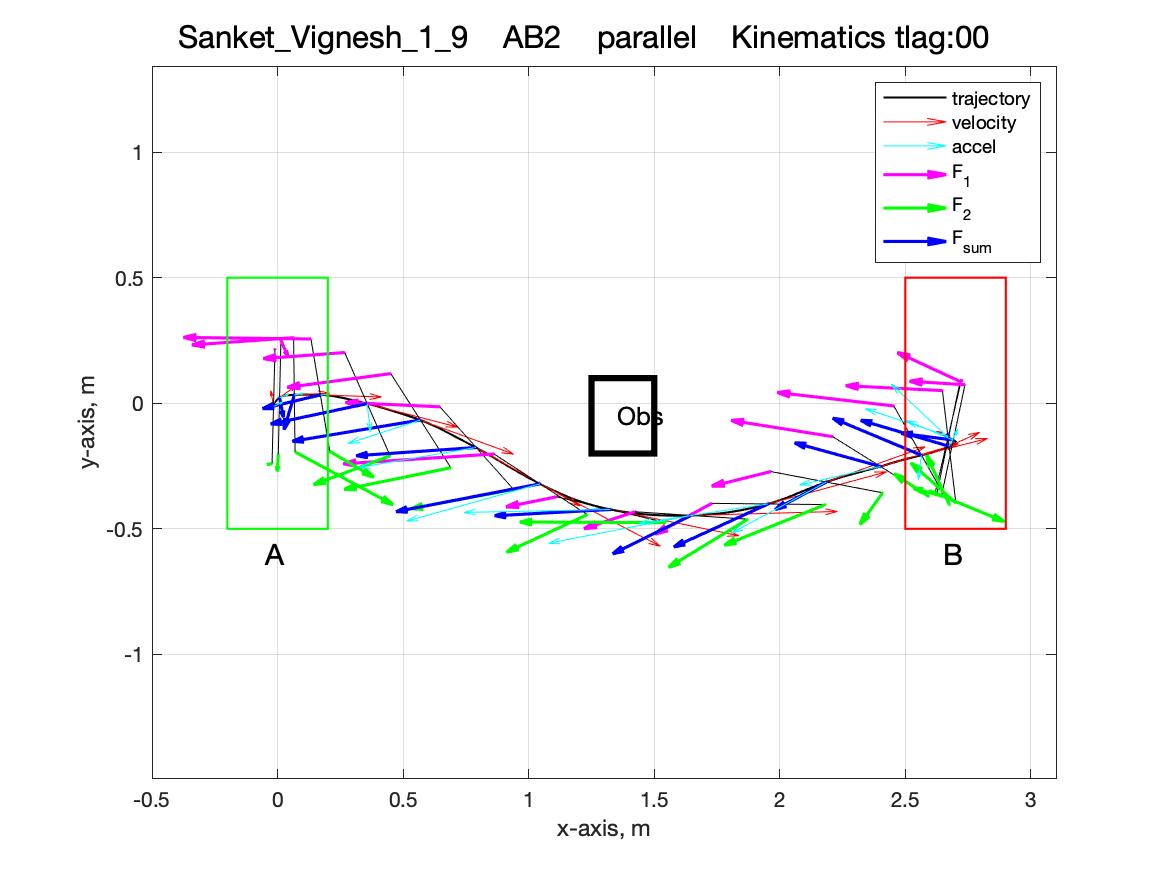 Sanket_Vignesh_1_9 AB2 parallel Kinematics tlag:00
trajectory
velocity
accel
F1
F2
Fsum
1
0.5
0
-0.5
-1
y-axis, m
Obs
A
B
-0.5 0 0.5 1 1.5 2 2.5 3
x-axis, m